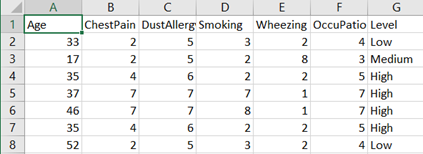 A B C D E F G
1 Age ChestPain DustAllerg Smoking Wheezing OccuPatio Level
2 33 2 5 3 2 4 Low
3 17 2 5 2 8 3 Medium
4 35 4 6 2 2 5 High
5 37 7 7 7 1 7 High
6 46 7 7 8 1 7 High
7 35 4 6 2 2 5 High
8 52 2 5 3 2 4 Low